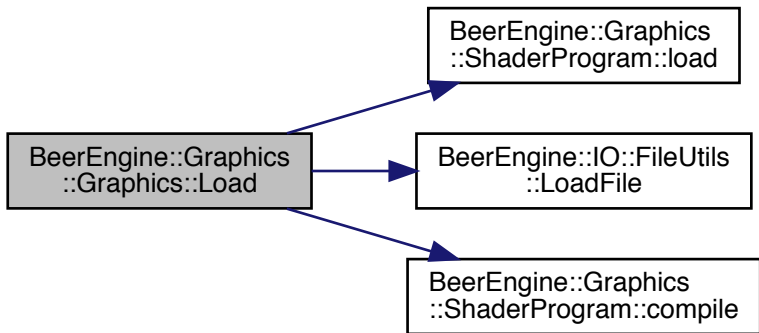 BeerEngine::Graphics
::Graphics::Load
BeerEngine::Graphics
::ShaderProgram::load
BeerEngine::IO::FileUtils
::LoadFile
BeerEngine::Graphics
::ShaderProgram::compile